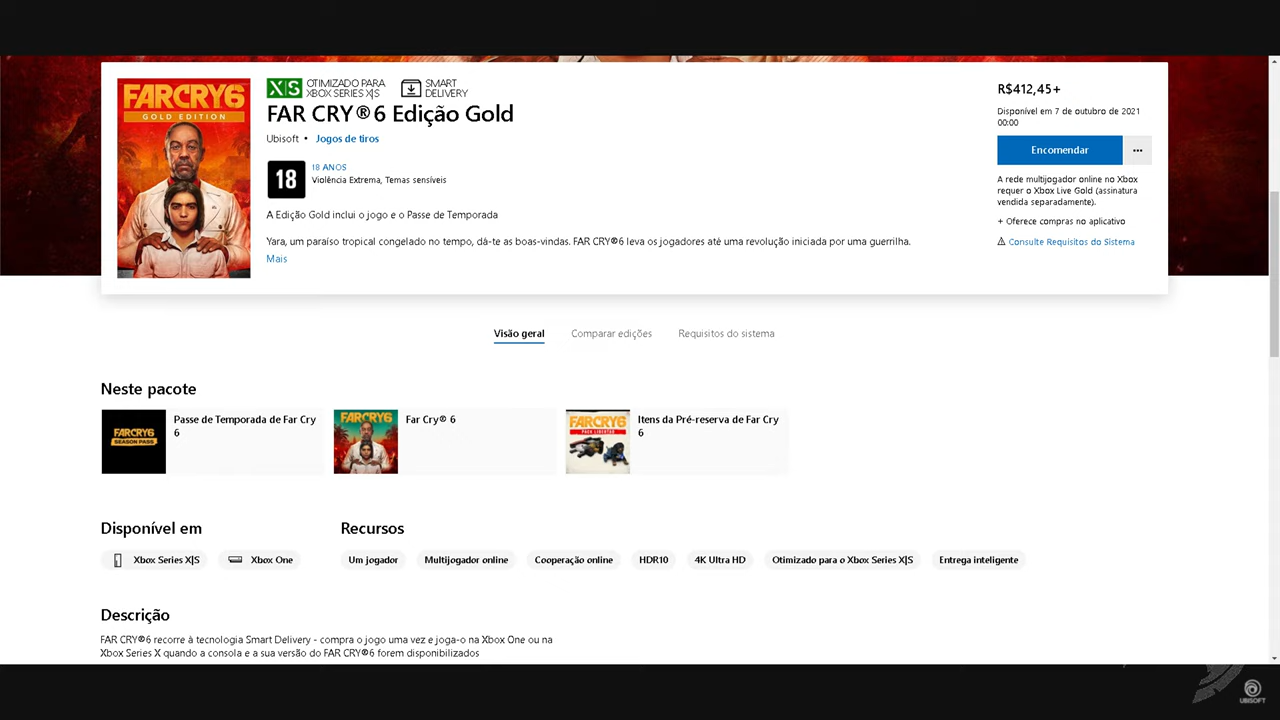 FARCRY6
GOLD EDITION
XS
OTIMIZADO PARA
XBOX SERIES X|S
SMART
DELIVERY
FAR CRY®6 Edição Gold
Ubisoft • Jogos de tiros
18
18 ANOS
Violência Extrema, Temas sensíveis
A Edição Gold inclui o jogo e o Passe de Temporada
Yara, um paraíso tropical congelado no tempo, dá-te as boas-vindas. FAR CRY®6 leva os jogadores até uma revolução iniciada por uma guerrilha.
Mais
R$412,45+
Disponível em 7 de outubro de 2021
00:00
Encomendar
A rede multijogador online no Xbox
requer o Xbox Live Gold (assinatura
vendida separadamente).
+ Oferece compras no aplicativo
Consulte Requisitos do Sistema
Visão geral
Comparar edições
Requisitos do sistema
Neste pacote
FARCRY6
SEASON PASS
Passe de Temporada de Far Cry
6
FARCRY6
Far Cry® 6
FARCRY6
PACK LIBERTAD
Itens da Pré-reserva de Far Cry
6
Disponível em
Xbox Series X|S
Xbox One
Recursos
Um jogador
Multijogador online
Cooperação online
HDR10
4K Ultra HD
Otimizado para o Xbox Series X|S
Entrega inteligente
Descrição
FAR CRY®6 recorre à tecnologia Smart Delivery - compra o jogo uma vez e joga-o na Xbox One ou na
Xbox Series X quando a consola e a sua versão do FAR CRY®6 forem disponibilizados
UBISOFT